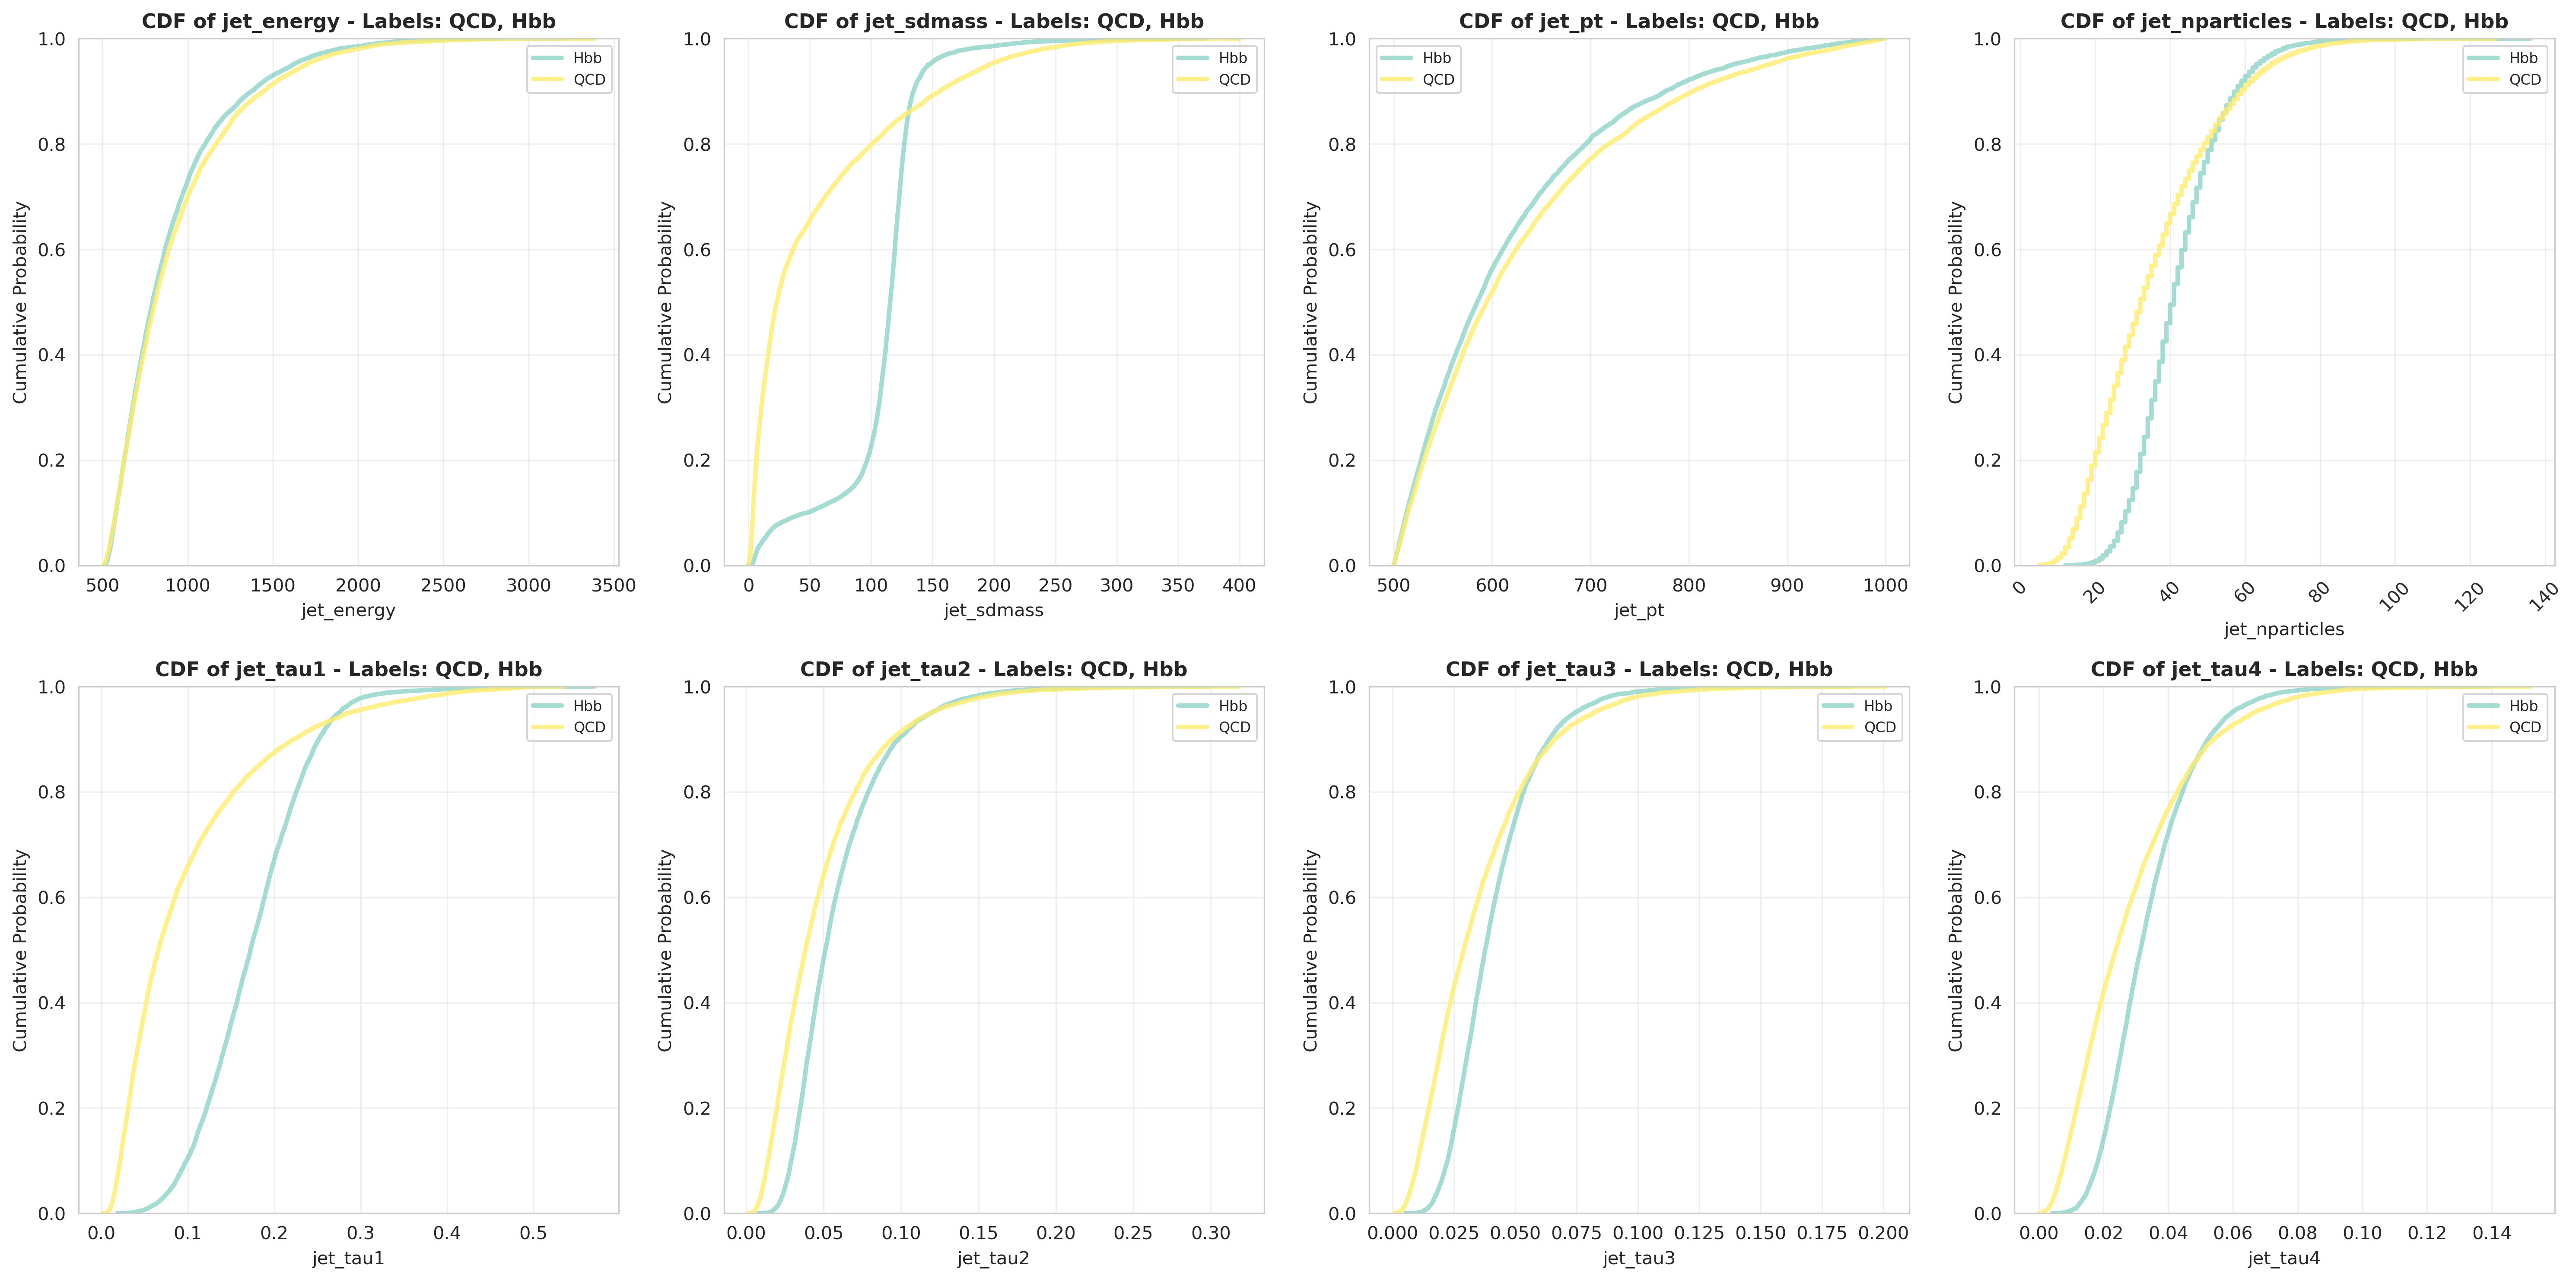 CDF of jet_energy - Labels: QCD, Hbb
Hbb
QCD
Cumulative Probability
1.0
0.8
0.6
0.4
0.2
0.0
500 1000 1500 2000 2500 3000 3500
jet_energy
CDF of jet_sdmass - Labels: QCD, Hbb
Hbb
QCD
Cumulative Probability
1.0
0.8
0.6
0.4
0.2
0.0
0 50 100 150 200 250 300 350 400
jet_sdmass
CDF of jet_pt - Labels: QCD, Hbb
Hbb
QCD
Cumulative Probability
1.0
0.8
0.6
0.4
0.2
0.0
500 600 700 800 900 1000
jet_pt
CDF of jet_nparticles - Labels: QCD, Hbb
Hbb
QCD
Cumulative Probability
1.0
0.8
0.6
0.4
0.2
0.0
0 20 40 60 80 100 120 140
jet_nparticles
CDF of jet_tau1 - Labels: QCD, Hbb
Hbb
QCD
Cumulative Probability
1.0
0.8
0.6
0.4
0.2
0.0
0.0 0.1 0.2 0.3 0.4 0.5
jet_tau1
CDF of jet_tau2 - Labels: QCD, Hbb
Hbb
QCD
Cumulative Probability
1.0
0.8
0.6
0.4
0.2
0.0
0.00 0.05 0.10 0.15 0.20 0.25 0.30
jet_tau2
CDF of jet_tau3 - Labels: QCD, Hbb
Hbb
QCD
Cumulative Probability
1.0
0.8
0.6
0.4
0.2
0.0
0.000 0.025 0.050 0.075 0.100 0.125 0.150 0.175 0.200
jet_tau3
CDF of jet_tau4 - Labels: QCD, Hbb
Hbb
QCD
Cumulative Probability
1.0
0.8
0.6
0.4
0.2
0.0
0.00 0.02 0.04 0.06 0.08 0.10 0.12 0.14
jet_tau4